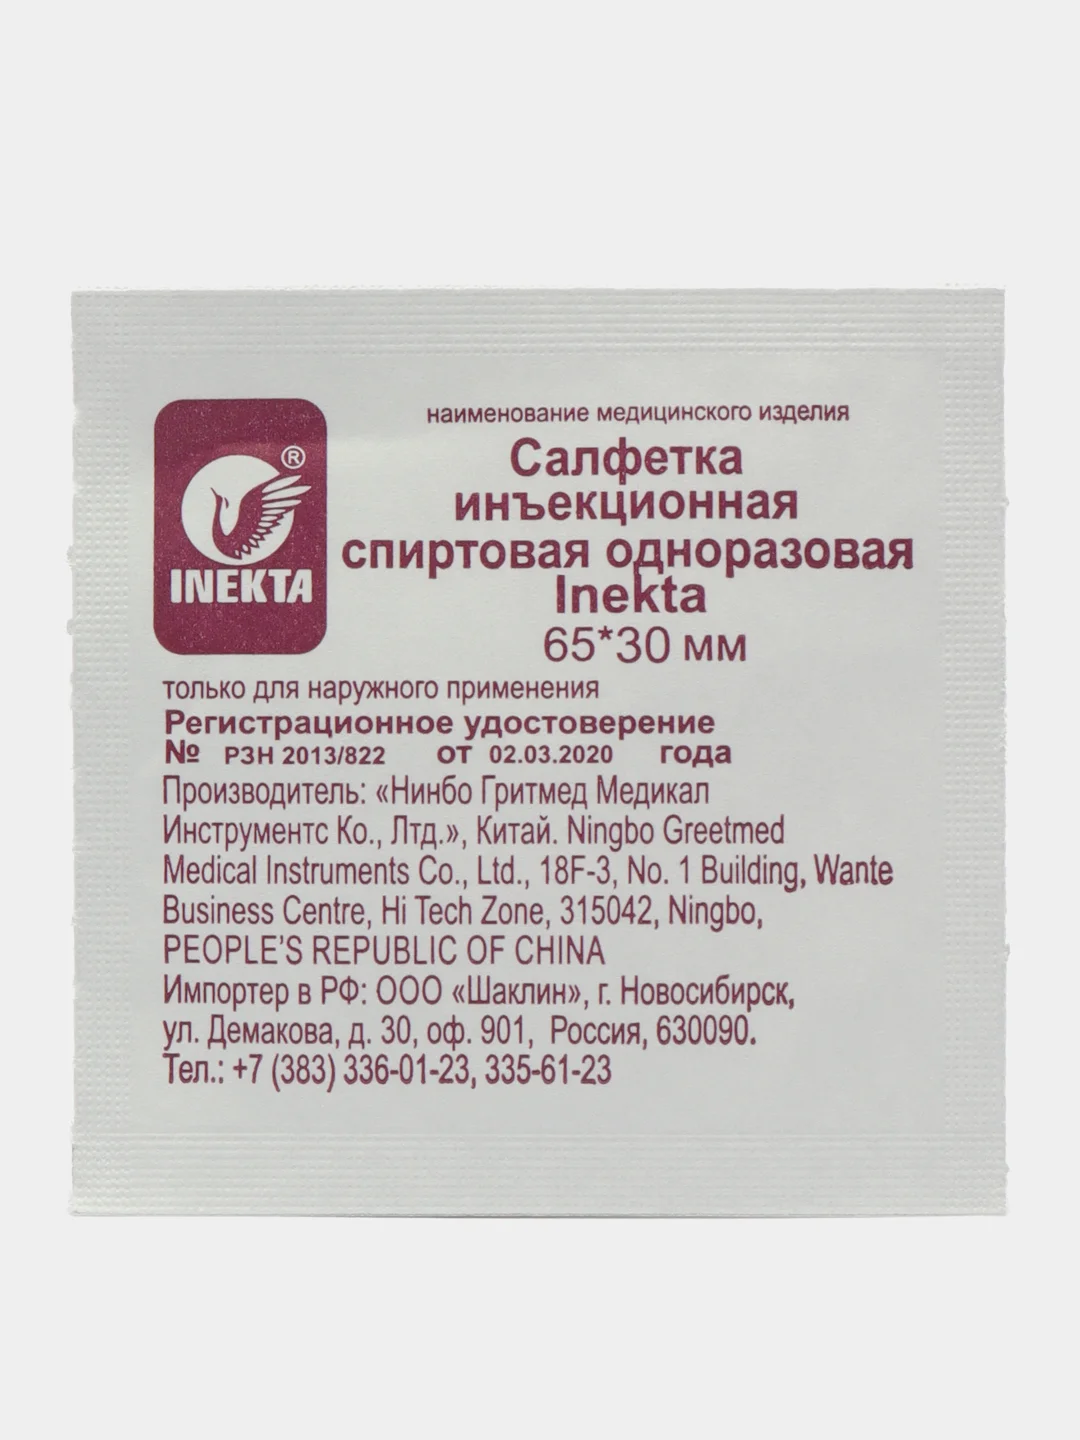 наименование медицинского изделия
Салфетка
инъекционная
спиртовая одноразовая
Inekta
65*30 мм
®
INEKTA
только для наружного применения
Регистрационное удостоверение
№ РЗН 2013/822 от 02.03.2020 года
Производитель: «Нинбо Гритмед Медикал
Инструментс Ко., Лтд.», Китай. Ningbo Greetmed
Medical Instruments Co., Ltd., 18F-3, No. 1 Building, Wante
Business Centre, Hi Tech Zone, 315042, Ningbo,
PEOPLE'S REPUBLIC OF CHINA
Импортер в РФ: ООО «Шаклин», г. Новосибирск,
ул. Демакова, д. 30, оф. 901, Россия, 630090.
Тел.: +7 (383) 336-01-23, 335-61-23